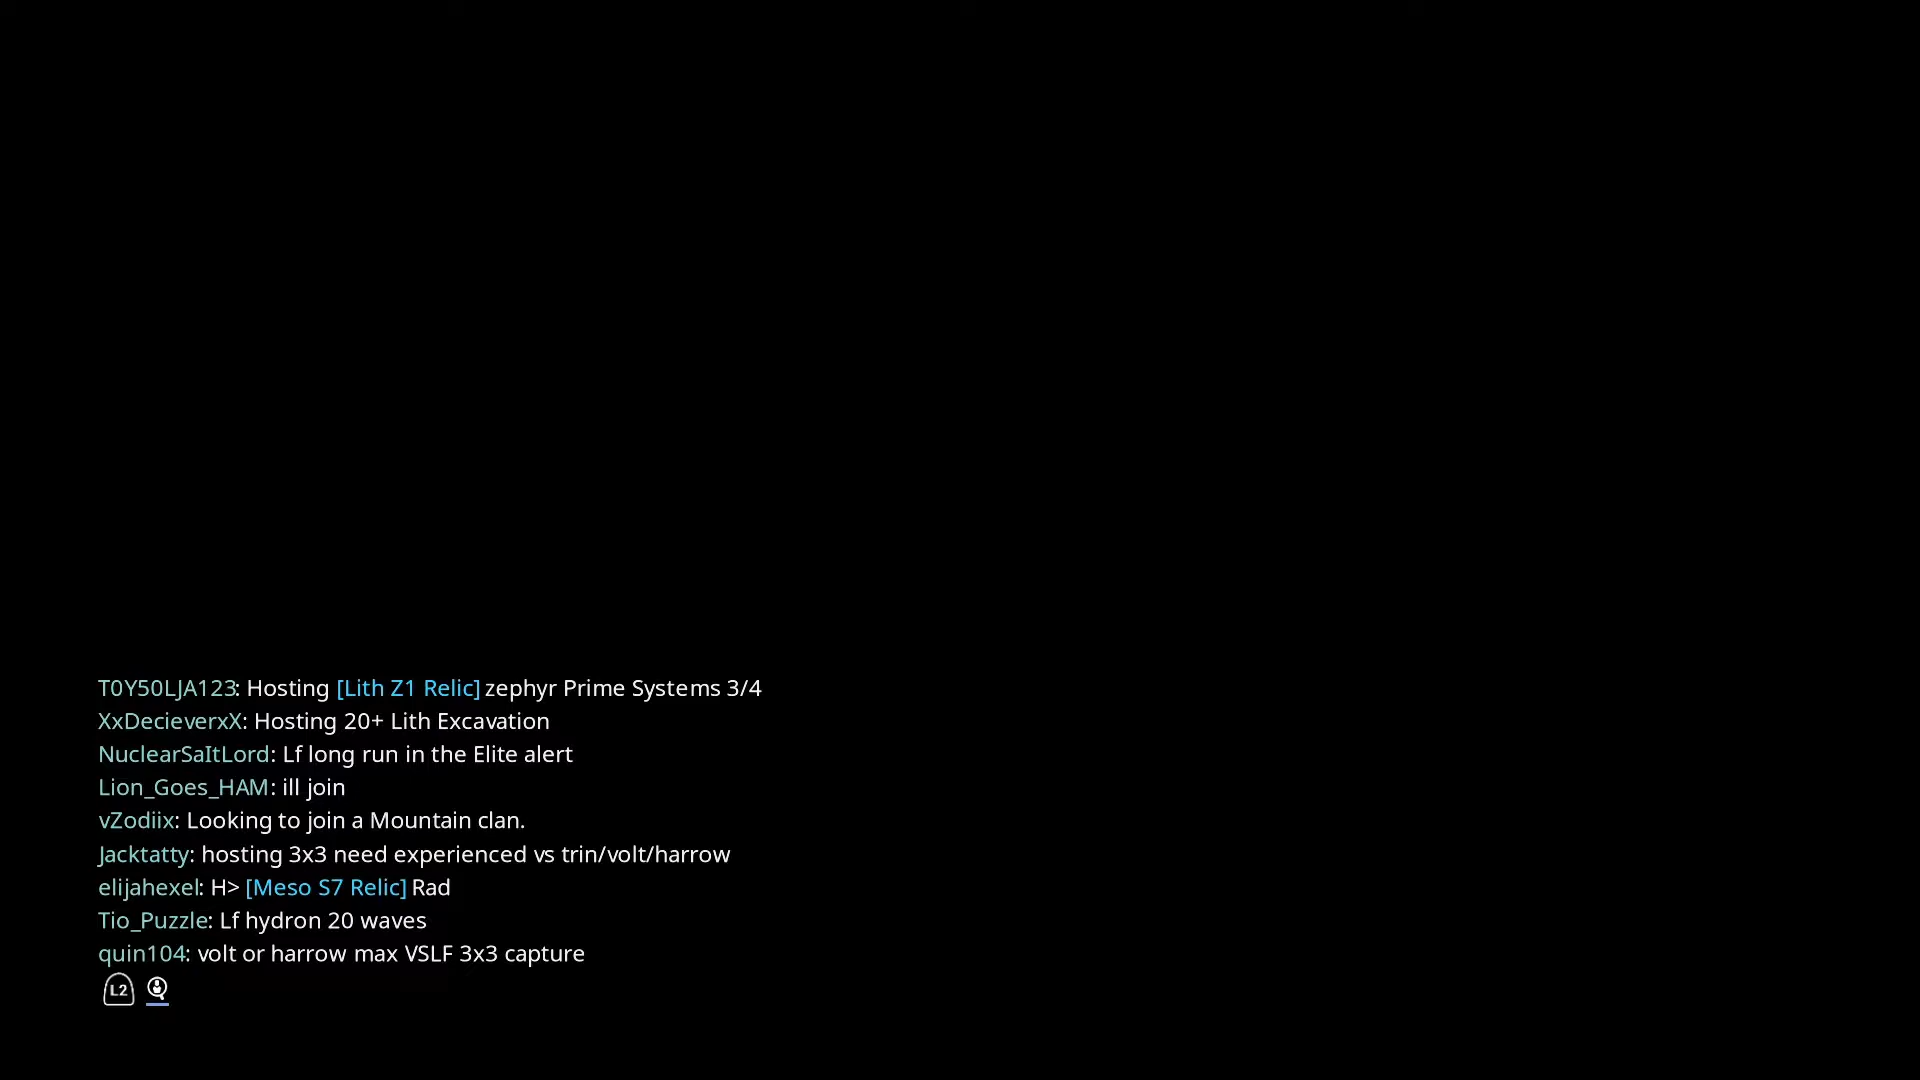 T0Y50LJA123: Hosting [Lith Z1 Relic] zephyr Prime Systems 3/4
XxDecieverxX: Hosting 20+ Lith Excavation
NuclearSaItLord: Lf long run in the Elite alert
Lion_Goes_HAM: ill join
vZodiix: Looking to join a Mountain clan.
Jacktatty: hosting 3x3 need experienced vs trin/volt/harrow
elijahexel: H> [Meso S7 Relic] Rad
Tio_Puzzle: Lf hydron 20 waves
quin104: volt or harrow max VSLF 3x3 capture
L2